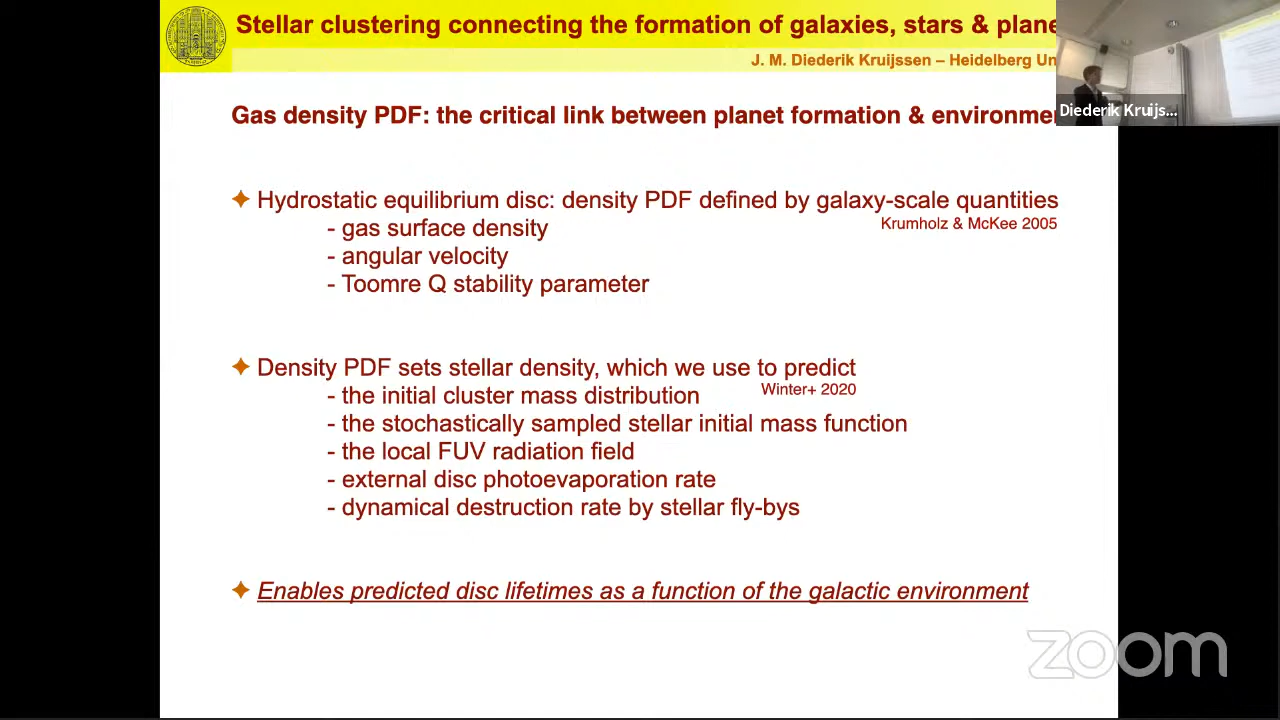 Stellar clustering connecting the formation of galaxies, stars & plane
J. M. Diederik Kruijssen – Heidelberg Un
Diederik Kruijs...
Gas density PDF: the critical link between planet formation & environme
✦ Hydrostatic equilibrium disc: density PDF defined by galaxy-scale quantities
Krumholz & McKee 2005
- gas surface density
- angular velocity
- Toomre Q stability parameter
✦ Density PDF sets stellar density, which we use to predict
Winter+ 2020
- the initial cluster mass distribution
- the stochastically sampled stellar initial mass function
- the local FUV radiation field
- external disc photoevaporation rate
- dynamical destruction rate by stellar fly-bys
✦ Enables predicted disc lifetimes as a function of the galactic environment
zoom